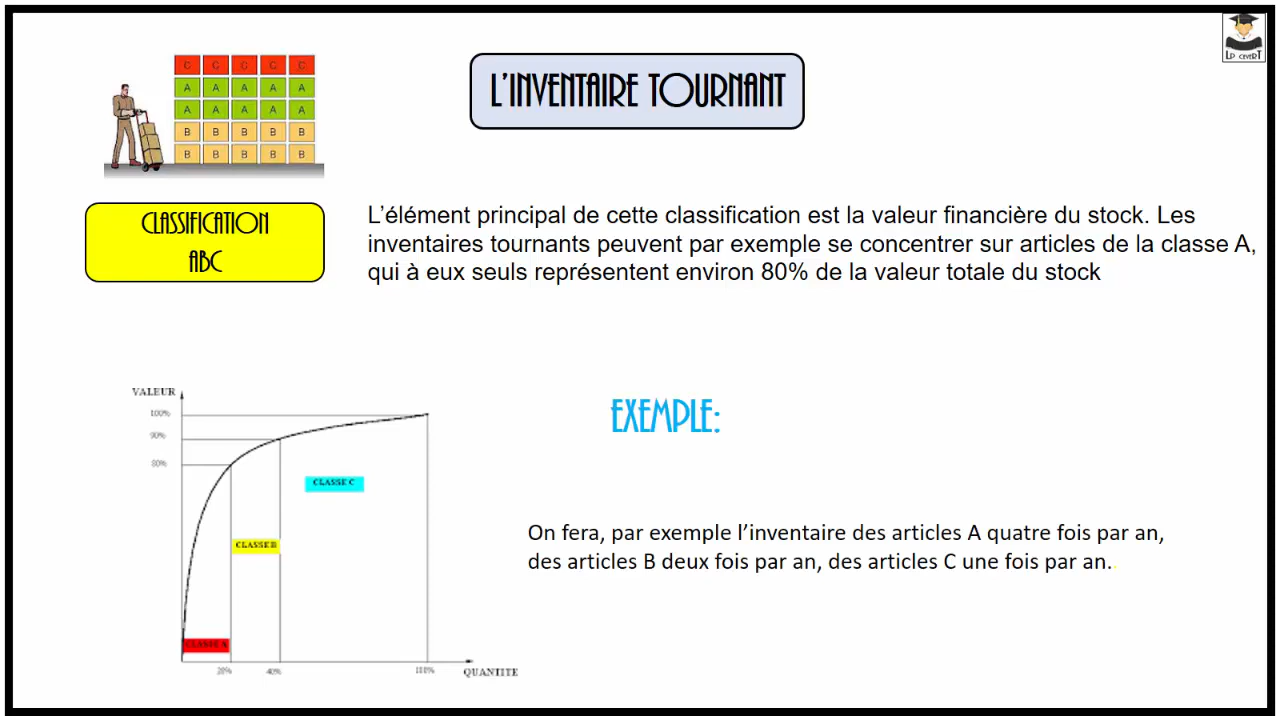 LP CEVERT
C C C C C
A A A A A
A A A A A
B B B B B
B B B B B
L'INVENTAIRE TOURNANT
CLASSIFICATION
ABC
L'élément principal de cette classification est la valeur financière du stock. Les
inventaires tournants peuvent par exemple se concentrer sur articles de la classe A,
qui à eux seuls représentent environ 80% de la valeur totale du stock
VALEUR
100%
90%
80%
CLASSE C
CLASSE B
CLASSE A
20%
40%
100%
QUANTITE
EXEMPLE:
On fera, par exemple l'inventaire des articles A quatre fois par an,
des articles B deux fois par an, des articles C une fois par an..